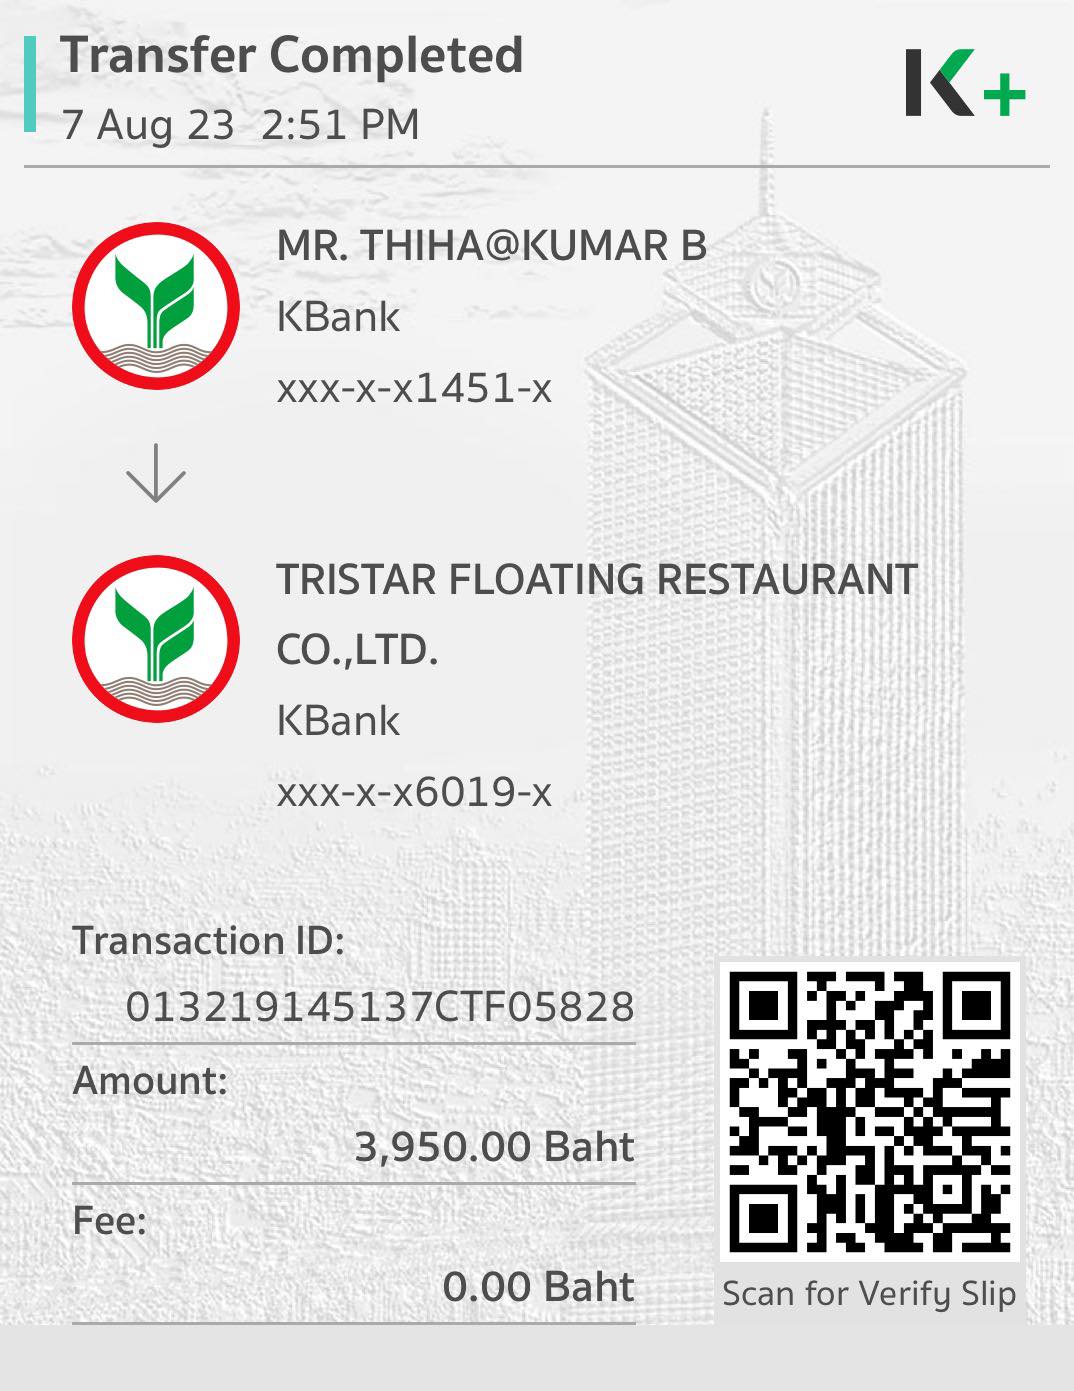 Transfer Completed
7 Aug 23 2:51 PM
K+
MR. THIHA@KUMAR B
KBank
xxx-x-x1451-x
TRISTAR FLOATING RESTAURANT
CO.,LTD.
KBank
xxx-x-x6019-x
Transaction ID:
013219145137CTF05828
Amount:
3,950.00 Baht
Fee:
0.00 Baht
Scan for Verify Slip